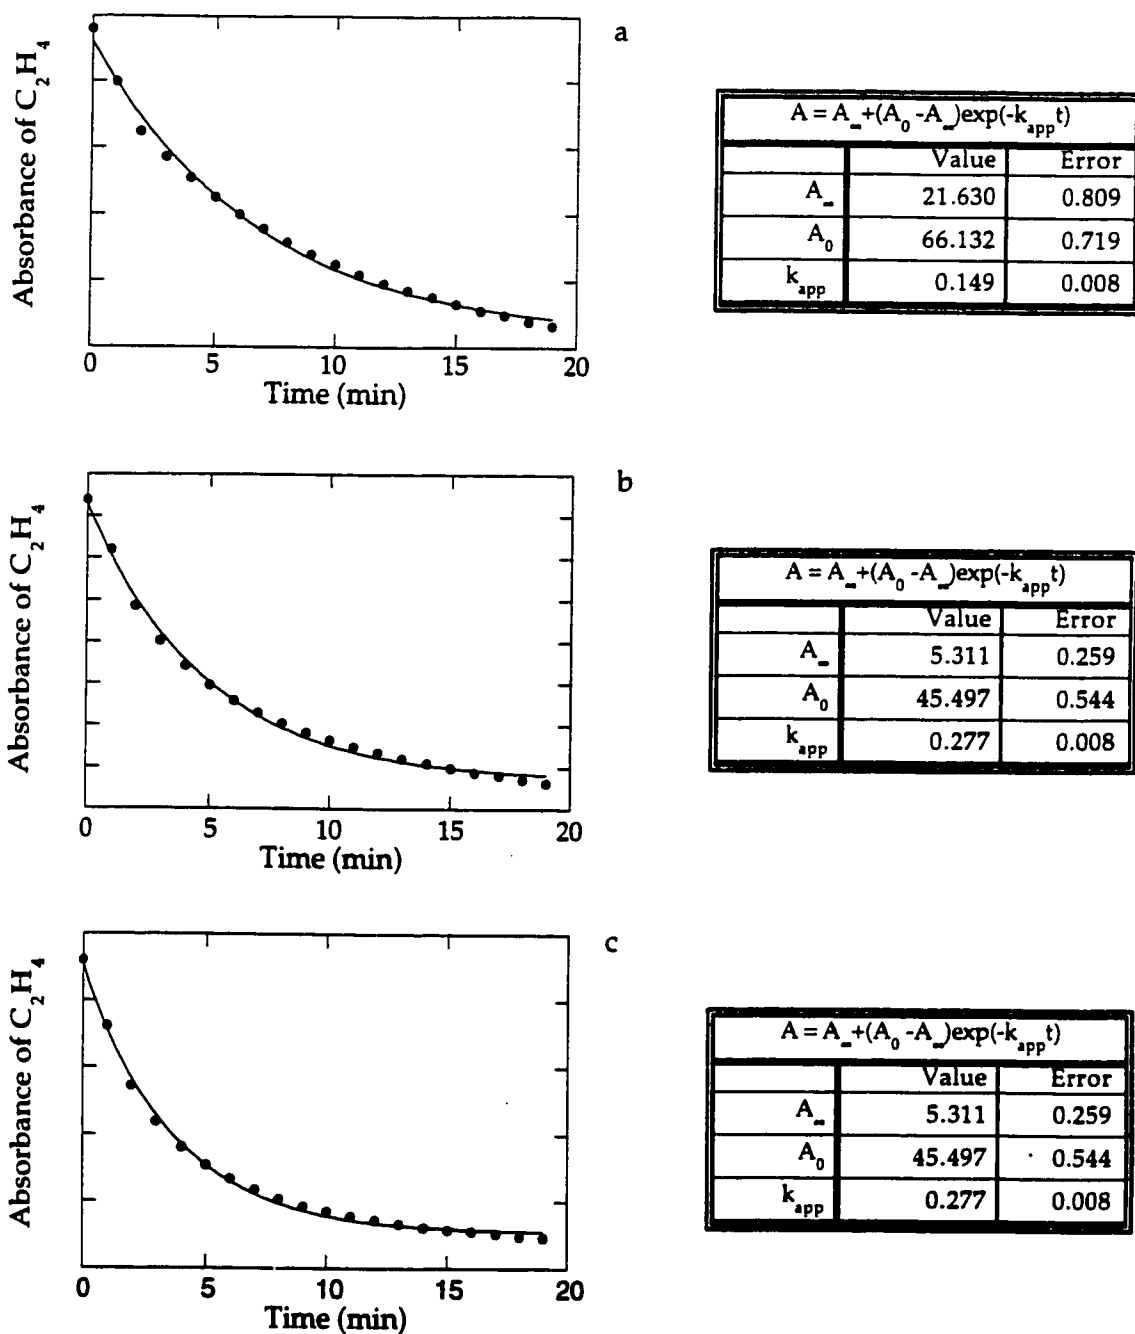 a
Absorbance of C₂H₄
0 5 10 15 20
Time (min)
A = A∞+(A₀ -A∞)exp(-kₐₚₚt)
Value Error
A∞ 21.630 0.809
A₀ 66.132 0.719
kₐₚₚ 0.149 0.008
b
Absorbance of C₂H₄
0 5 10 15 20
Time (min)
A = A∞+(A₀ -A∞)exp(-kₐₚₚt)
Value Error
A∞ 5.311 0.259
A₀ 45.497 0.544
kₐₚₚ 0.277 0.008
c
Absorbance of C₂H₄
0 5 10 15 20
Time (min)
A = A∞+(A₀ -A∞)exp(-kₐₚₚt)
Value Error
A∞ 5.311 0.259
A₀ 45.497 0.544
kₐₚₚ 0.277 0.008